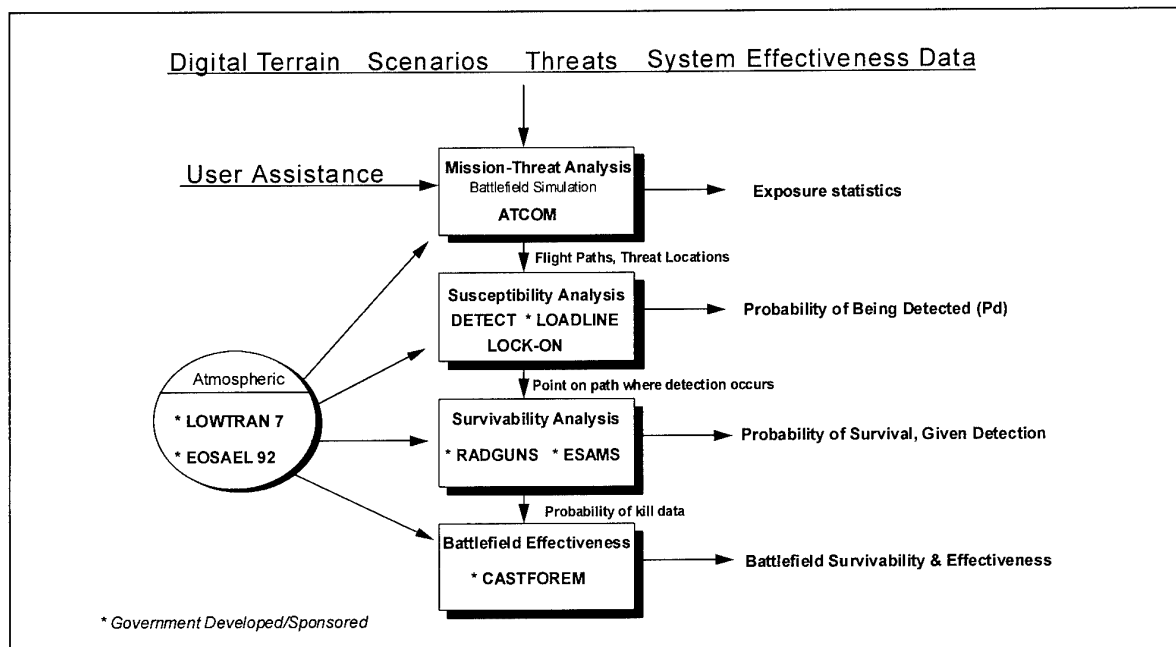 Digital Terrain Scenarios Threats System Effectiveness Data
User Assistance
Mission-Threat Analysis
Battlefield Simulation
ATCOM
Exposure statistics
Flight Paths, Threat Locations
Susceptibility Analysis
DETECT * LOADLINE
LOCK-ON
Probability of Being Detected (Pd)
Point on path where detection occurs
Atmospheric
* LOWTRAN 7
* EOSAEL 92
Survivability Analysis
* RADGUNS * ESAMS
Probability of Survival, Given Detection
Probability of kill data
Battlefield Effectiveness
* CASTFOREM
Battlefield Survivability & Effectiveness
* Government Developed/Sponsored